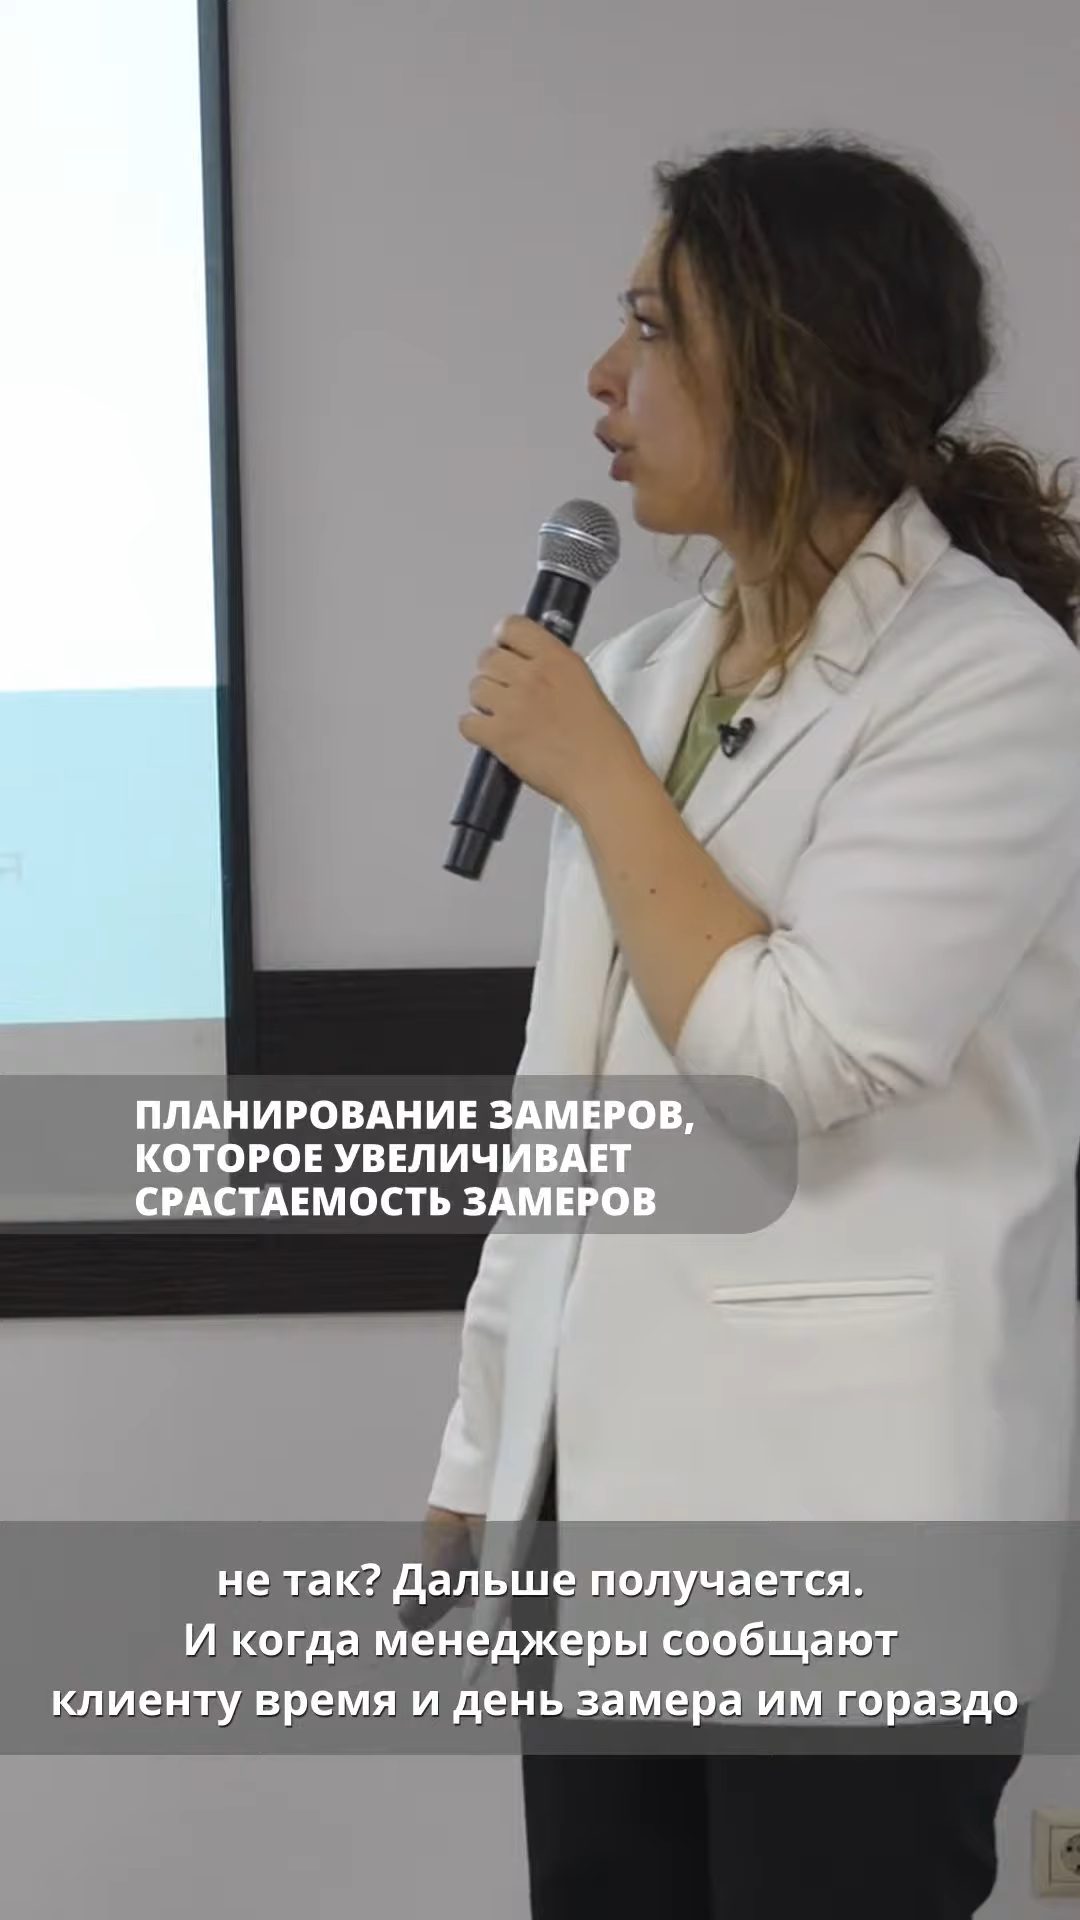 ПЛАНИРОВАНИЕ ЗАМЕРОВ,
КОТОРОЕ УВЕЛИЧИВАЕТ
СРАСТАЕМОСТЬ ЗАМЕРОВ
не так? Дальше получается.
И когда менеджеры сообщают
клиенту время и день замера им гораздо